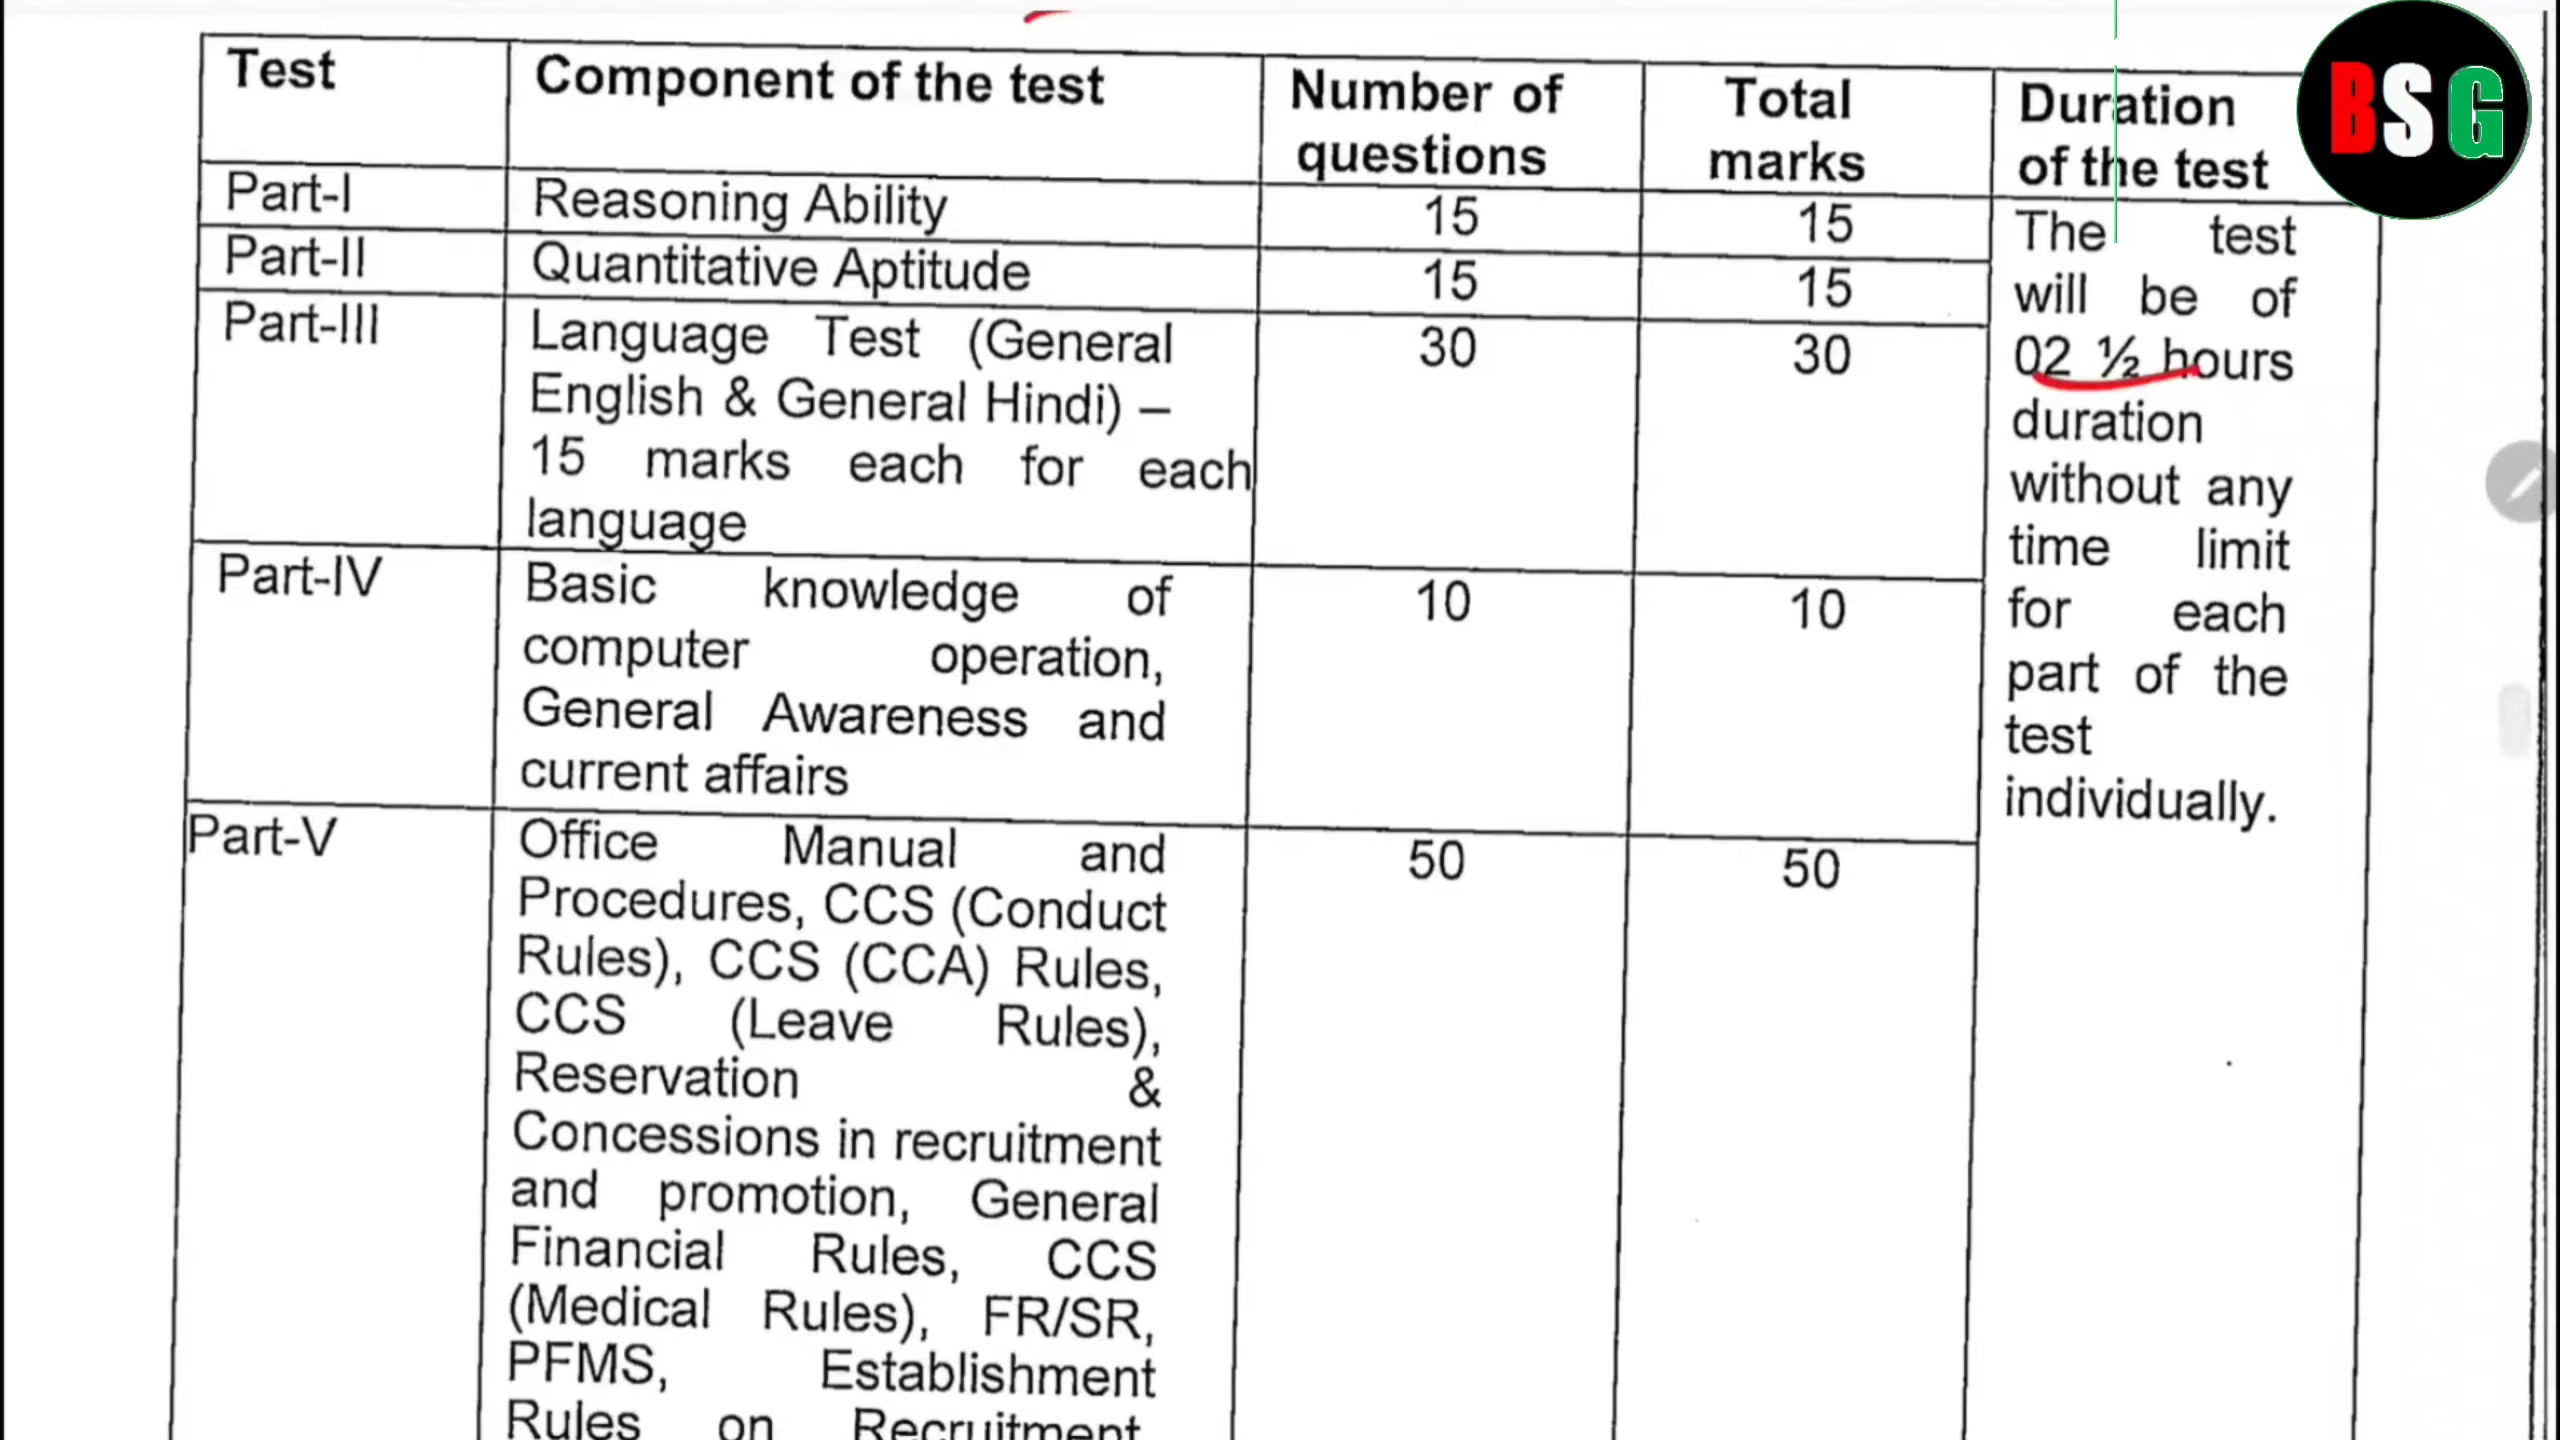 Test
Component of the test
Number of
questions
Total
marks
Duration
of the test
BSG
Part-I
Reasoning Ability
15
15
Part-II
Quantitative Aptitude
15
15
Part-III
Language Test (General
English & General Hindi) –
15 marks each for each
language
30
30
Part-IV
Basic knowledge of
computer operation,
General Awareness and
current affairs
10
10
Part-V
Office Manual and
Procedures, CCS (Conduct
Rules), CCS (CCA) Rules,
CCS (Leave Rules),
Reservation &
Concessions in recruitment
and promotion, General
Financial Rules, CCS
(Medical Rules), FR/SR,
PFMS, Establishment
Rules on Recruitment,
50
50
The test
will be of
02 ½ hours
duration
without any
time limit
for each
part of the
test
individually.